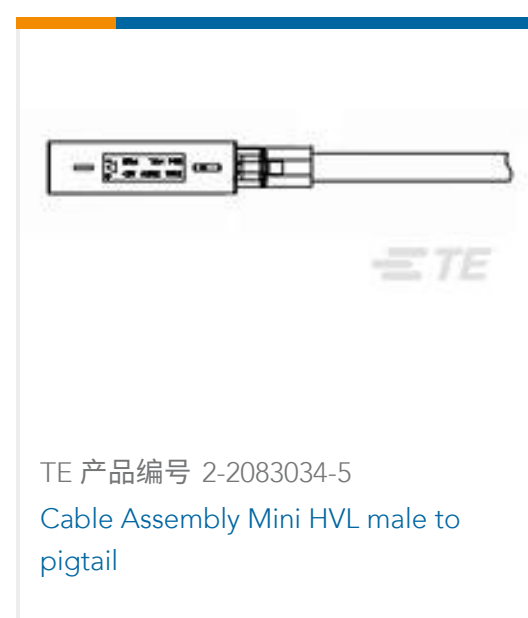 TE
TE 产品编号 2-2083034-5
Cable Assembly Mini HVL male to
pigtail